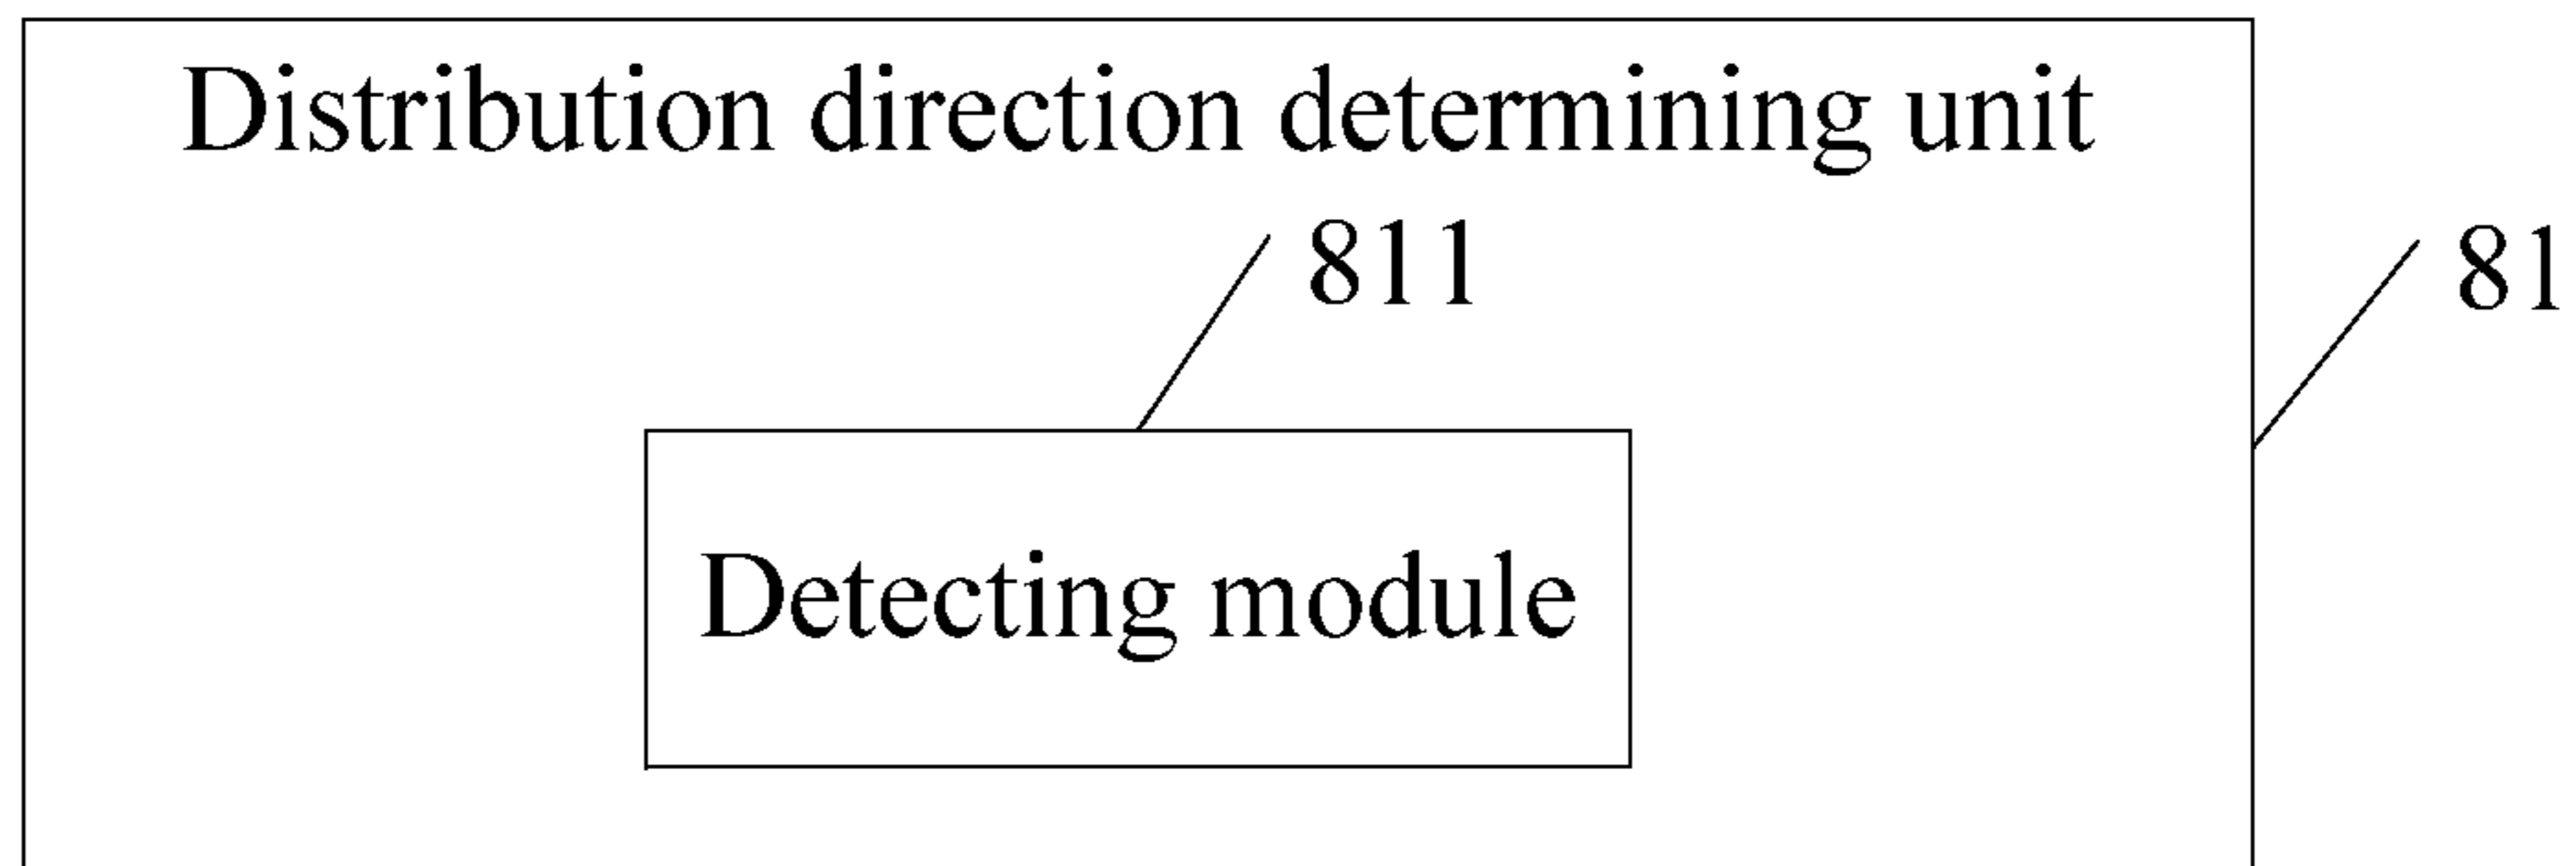 Distribution direction determining unit
811
81
Detecting module